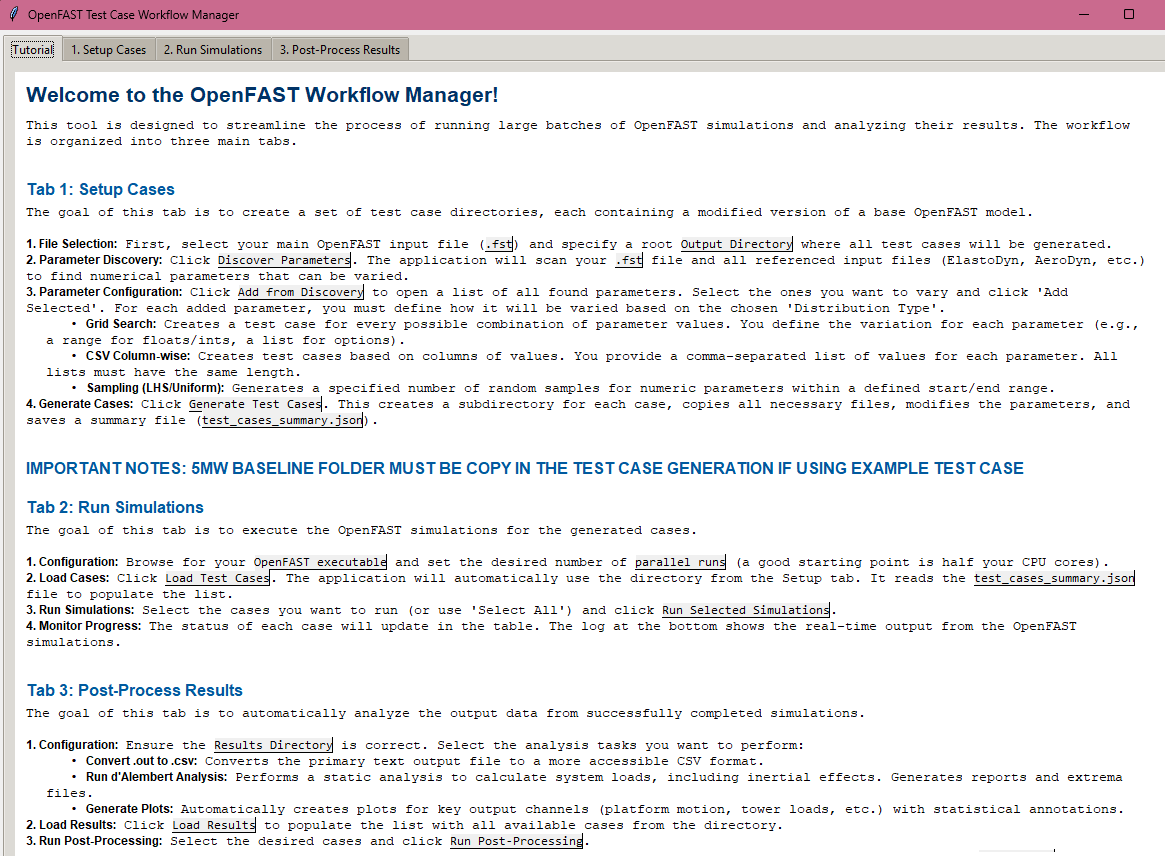 OpenFAST Test Case Workflow Manager
Tutorial 1. Setup Cases 2. Run Simulations 3. Post-Process Results
Welcome to the OpenFAST Workflow Manager!
This tool is designed to streamline the process of running large batches of OpenFAST simulations and analyzing their results. The workflow
is organized into three main tabs.
Tab 1: Setup Cases
The goal of this tab is to create a set of test case directories, each containing a modified version of a base OpenFAST model.
1. File Selection: First, select your main OpenFAST input file (.fst) and specify a root Output Directory where all test cases will be generated.
2. Parameter Discovery: Click Discover Parameters. The application will scan your .fst file and all referenced input files (ElastoDyn, AeroDyn, etc.)
to find numerical parameters that can be varied.
3. Parameter Configuration: Click Add from Discovery to open a list of all found parameters. Select the ones you want to vary and click 'Add
Selected'. For each added parameter, you must define how it will be varied based on the chosen 'Distribution Type'.
• Grid Search: Creates a test case for every possible combination of parameter values. You define the variation for each parameter (e.g.,
a range for floats/ints, a list for options).
• CSV Column-wise: Creates test cases based on columns of values. You provide a comma-separated list of values for each parameter. All
lists must have the same length.
• Sampling (LHS/Uniform): Generates a specified number of random samples for numeric parameters within a defined start/end range.
4. Generate Cases: Click Generate Test Cases. This creates a subdirectory for each case, copies all necessary files, modifies the parameters, and
saves a summary file (test_cases_summary.json).
IMPORTANT NOTES: 5MW BASELINE FOLDER MUST BE COPY IN THE TEST CASE GENERATION IF USING EXAMPLE TEST CASE
Tab 2: Run Simulations
The goal of this tab is to execute the OpenFAST simulations for the generated cases.
1. Configuration: Browse for your OpenFAST executable and set the desired number of parallel runs (a good starting point is half your CPU cores).
2. Load Cases: Click Load Test Cases. The application will automatically use the directory from the Setup tab. It reads the test_cases_summary.json
file to populate the list.
3. Run Simulations: Select the cases you want to run (or use 'Select All') and click Run Selected Simulations.
4. Monitor Progress: The status of each case will update in the table. The log at the bottom shows the real-time output from the OpenFAST
simulations.
Tab 3: Post-Process Results
The goal of this tab is to automatically analyze the output data from successfully completed simulations.
1. Configuration: Ensure the Results Directory is correct. Select the analysis tasks you want to perform:
• Convert .out to .csv: Converts the primary text output file to a more accessible CSV format.
• Run d'Alembert Analysis: Performs a static analysis to calculate system loads, including inertial effects. Generates reports and extrema
files.
• Generate Plots: Automatically creates plots for key output channels (platform motion, tower loads, etc.) with statistical annotations.
2. Load Results: Click Load Results to populate the list with all available cases from the directory.
3. Run Post-Processing: Select the desired cases and click Run Post-Processing.